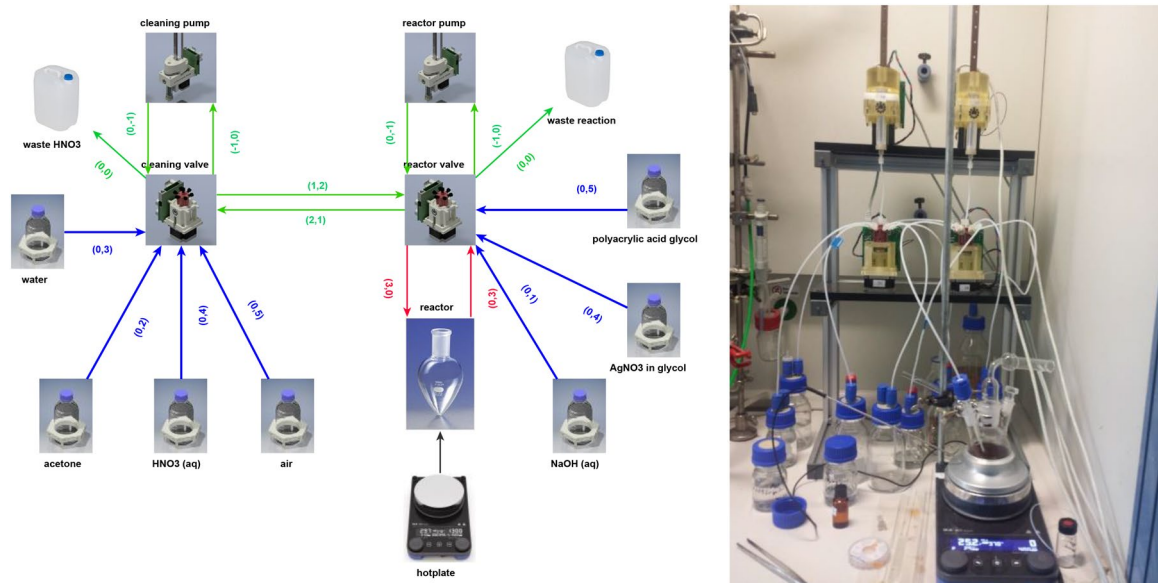 cleaning pump
reactor pump
waste HNO3
(0,-1)
(-1,0)
(0,-1)
(-1,0)
waste reaction
(0,0)
cleaning valve
reactor valve
(0,0)
(1,2)
(2,1)
(0,5)
polyacrylic acid glycol
(0,3)
water
(0,2)
(0,4)
(0,5)
(3,0)
reactor
(0,3)
(0,1)
(0,4)
AgNO3 in glycol
acetone
HNO3 (aq)
air
NaOH (aq)
hotplate